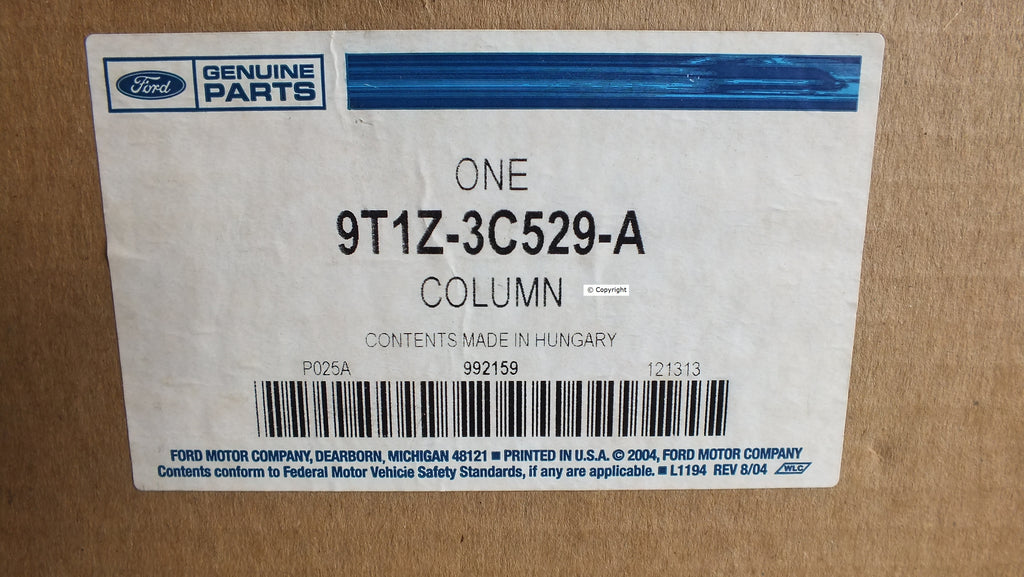 Ford GENUINE
PARTS
ONE
9T1Z-3C529-A
COLUMN
© Copyright
CONTENTS MADE IN HUNGARY
P025A 992159 121313
FORD MOTOR COMPANY, DEARBORN, MICHIGAN 48121 ■ PRINTED IN U.S.A. © 2004, FORD MOTOR COMPANY
Contents conform to Federal Motor Vehicle Safety Standards, if any are applicable. ■ L1194 REV 8/04 WLC